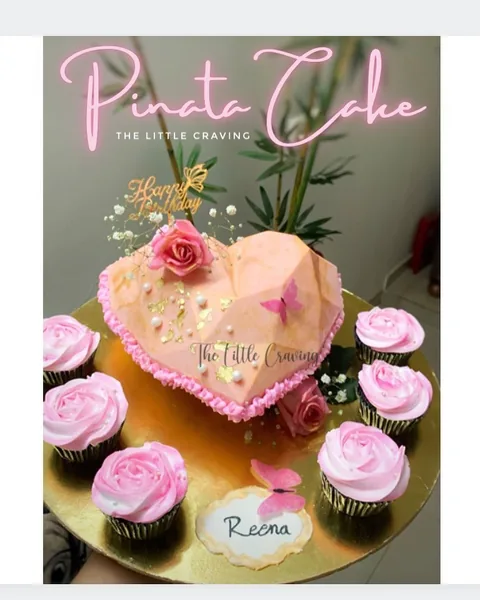 Pinata Cake
THE LITTLE CRAVING
Happy
Birthday
The Little Craving
Reena